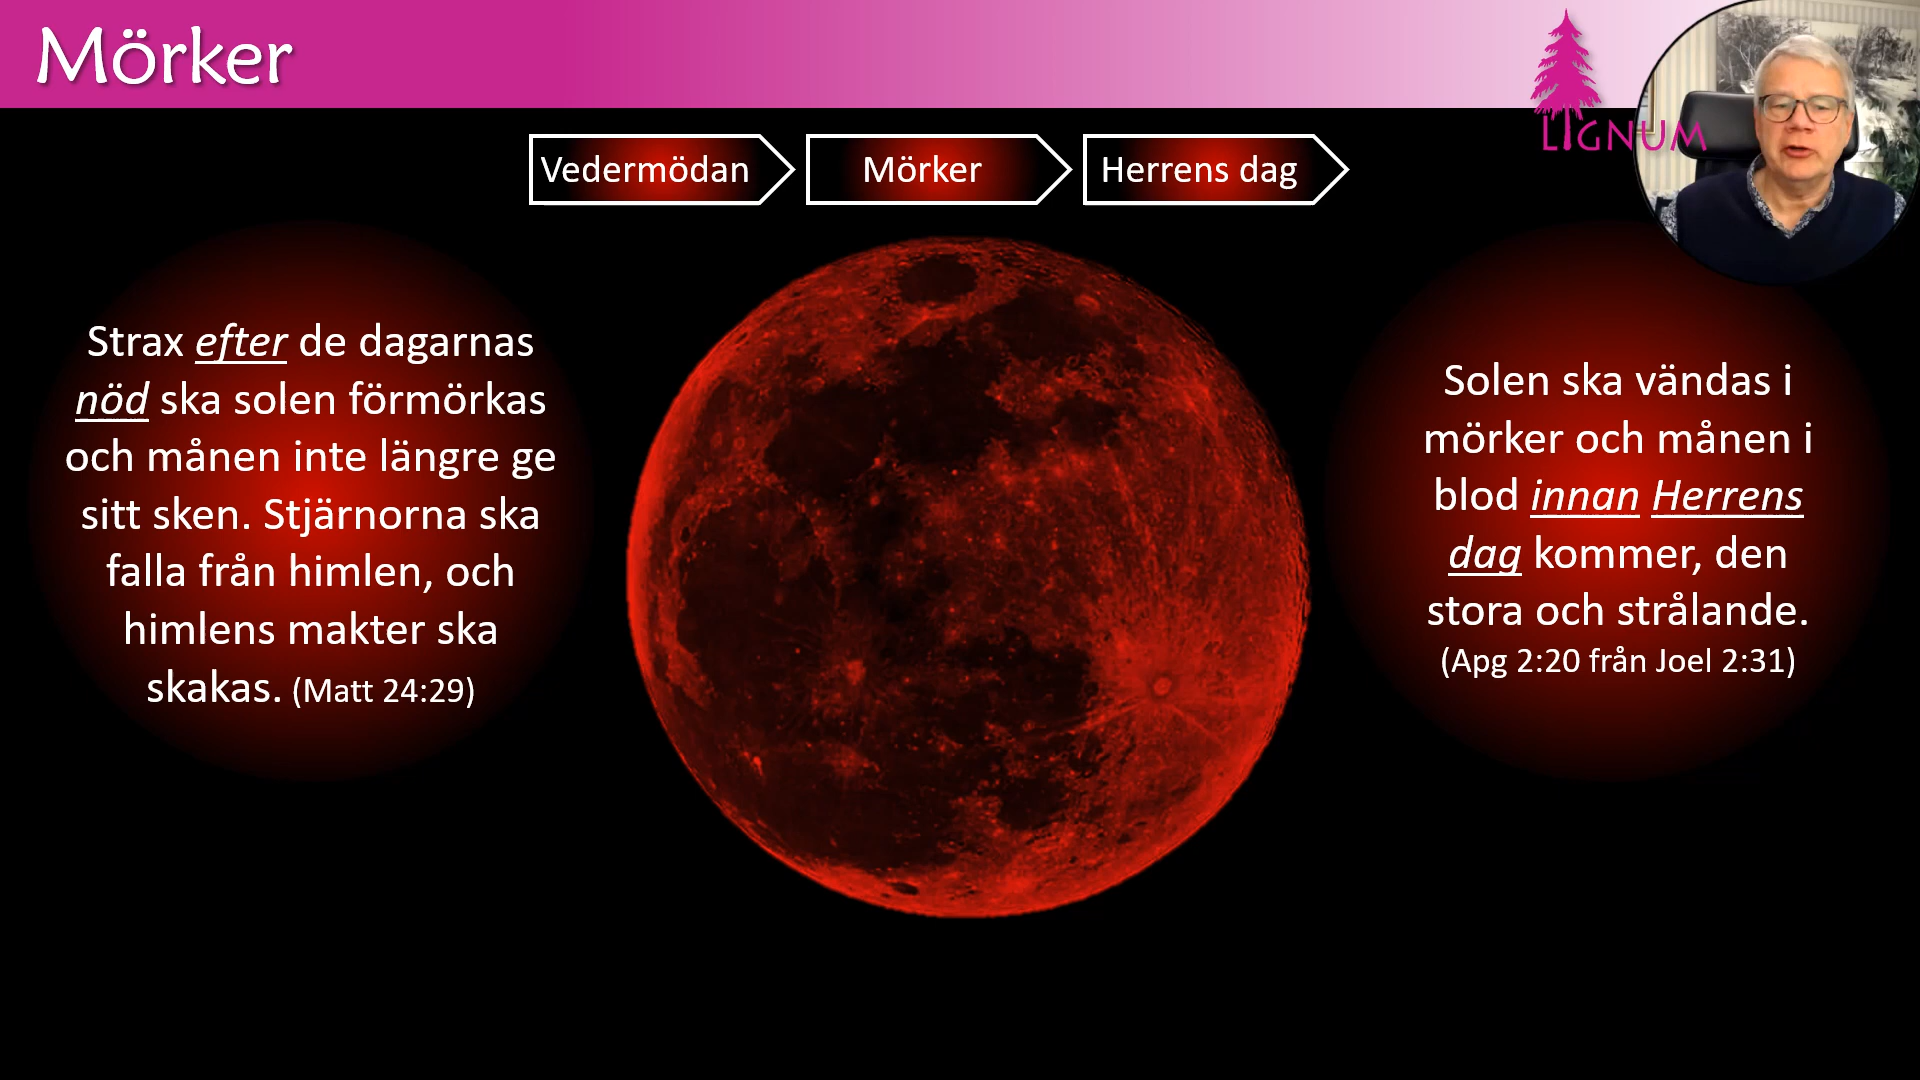 Mörker
LIGNUM
Vedermödan
Mörker
Herrens dag
Strax efter de dagarnas
nöd ska solen förmörkas
och månen inte längre ge
sitt sken. Stjärnorna ska
falla från himlen, och
himlens makter ska
skakas. (Matt 24:29)
Solen ska vändas i
mörker och månen i
blod innan Herrens
dag kommer, den
stora och strålande.
(Apg 2:20 från Joel 2:31)